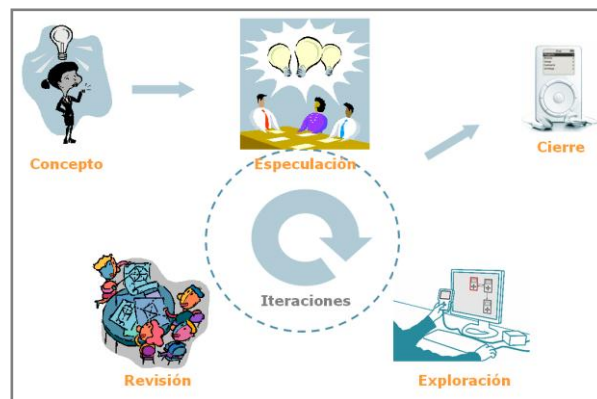 Concepto
Especulación
Cierre
Iteraciones
Revisión
Exploración